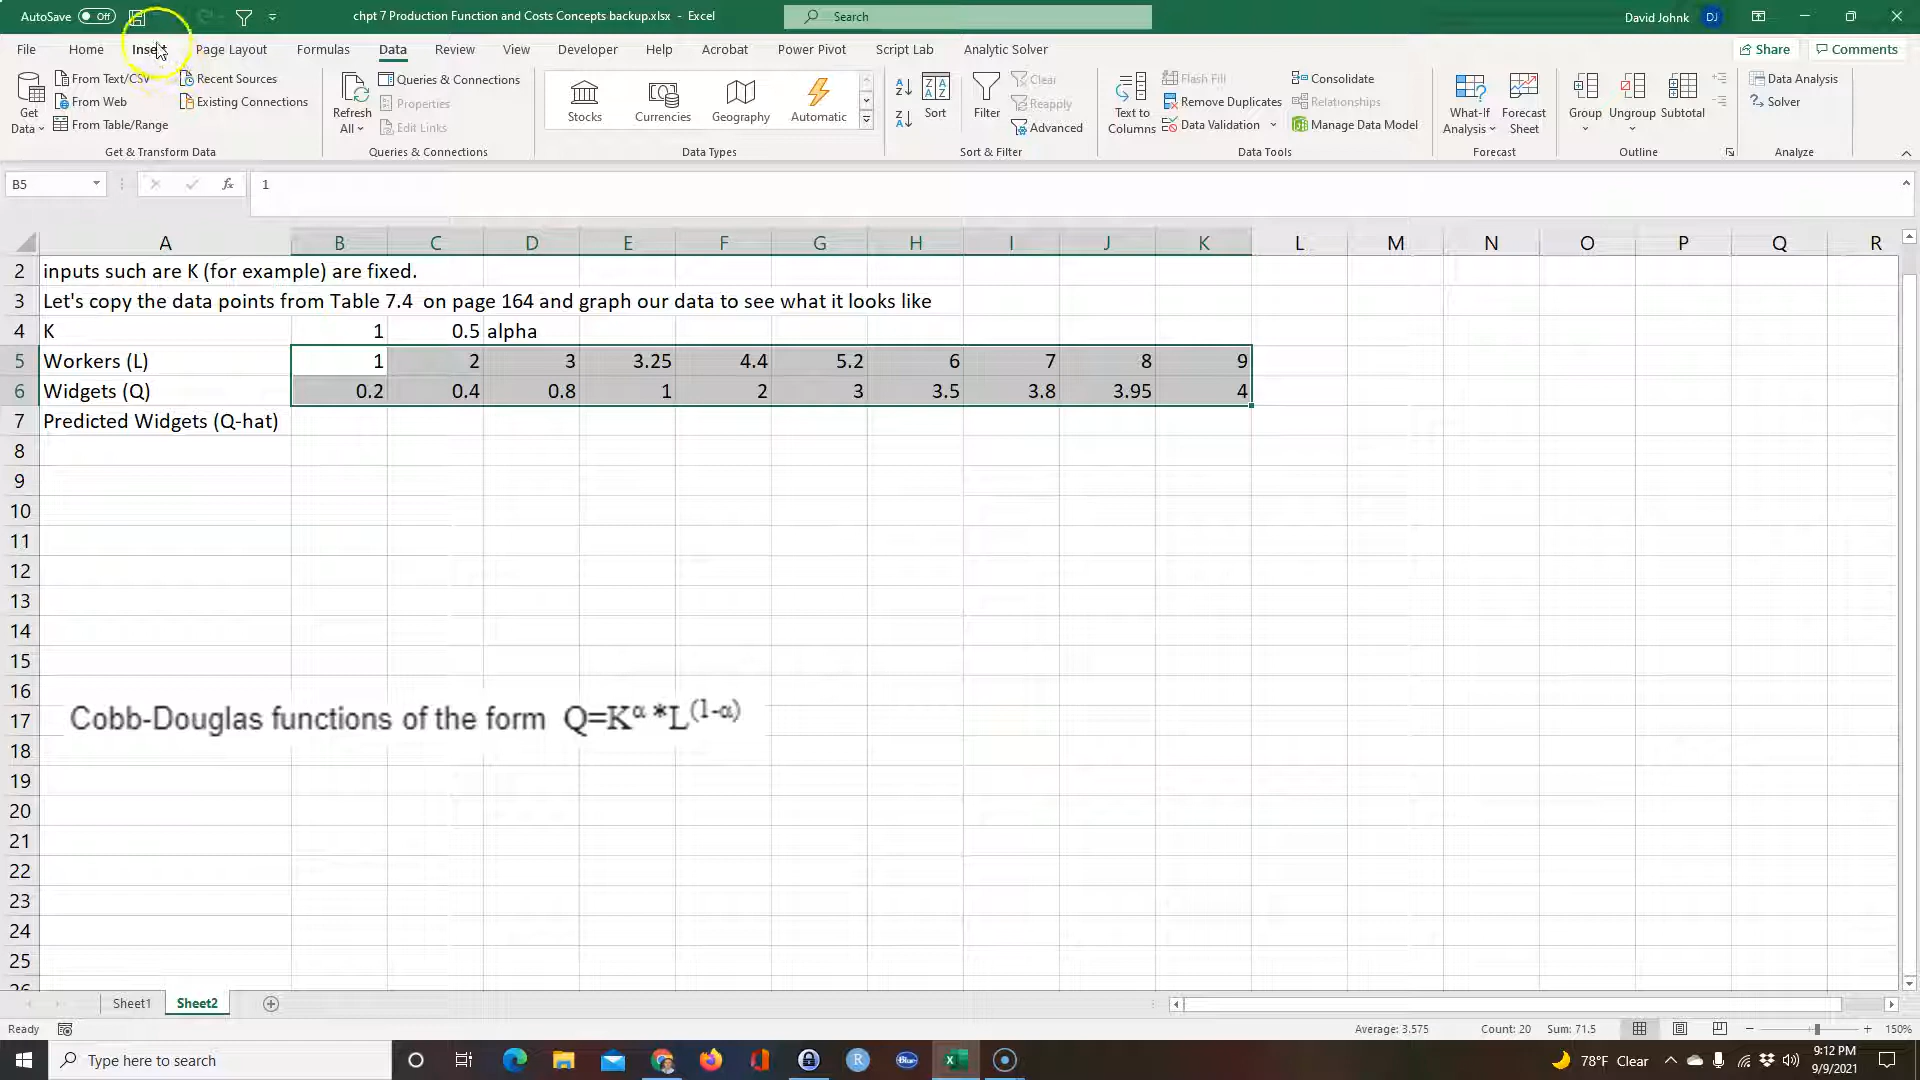 AutoSave Off chpt 7 Production Function and Costs Concepts backup.xlsx - Excel Search David Johnk DJ
File Home Insert Page Layout Formulas Data Review View Developer Help Acrobat Power Pivot Script Lab Analytic Solver Share Comments
Get Data From Text/CSV Recent Sources Refresh All Queries & Connections Stocks Currencies Geography Automatic Sort Filter Clear Text to Columns Flash Fill Consolidate What-If Analysis Forecast Sheet Group Ungroup Subtotal Data Analysis
From Web Existing Connections Properties Reapply Remove Duplicates Relationships Solver
From Table/Range Edit Links Advanced Data Validation Manage Data Model
Get & Transform Data Queries & Connections Data Types Sort & Filter Data Tools Forecast Outline Analyze
B5 fx 1
A B C D E F G H I J K L M N O P Q R
2 inputs such are K (for example) are fixed.
3 Let's copy the data points from Table 7.4 on page 164 and graph our data to see what it looks like
4 K 1 0.5 alpha
5 Workers (L) 1 2 3 3.25 4.4 5.2 6 7 8 9
6 Widgets (Q) 0.2 0.4 0.8 1 2 3 3.5 3.8 3.95 4
7 Predicted Widgets (Q-hat)
8
9
10
11
12
13
14
15
16
17 Cobb-Douglas functions of the form Q=K^α *L^(1-α)
18
19
20
21
22
23
24
25
26
Sheet1 Sheet2
Ready Average: 3.575 Count: 20 Sum: 71.5 150%
Type here to search 78°F Clear 9:12 PM
9/9/2021